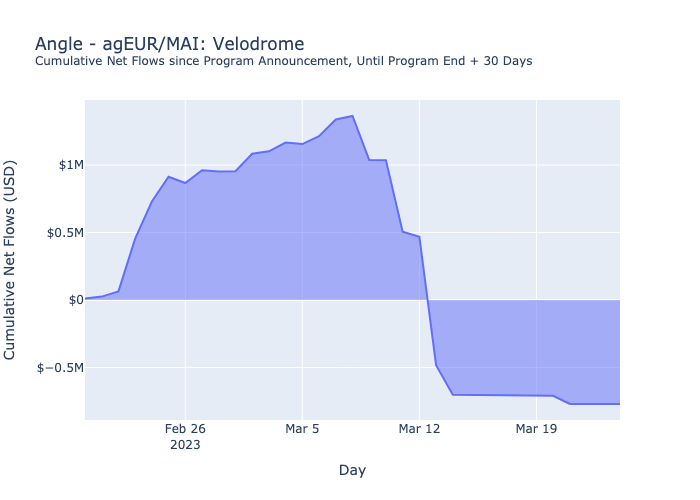 Angle - agEUR/MAI: Velodrome
Cumulative Net Flows since Program Announcement, Until Program End + 30 Days
Cumulative Net Flows (USD)
$1M
$0.5M
$0
$−0.5M
Feb 26
2023
Mar 5
Mar 12
Mar 19
Day